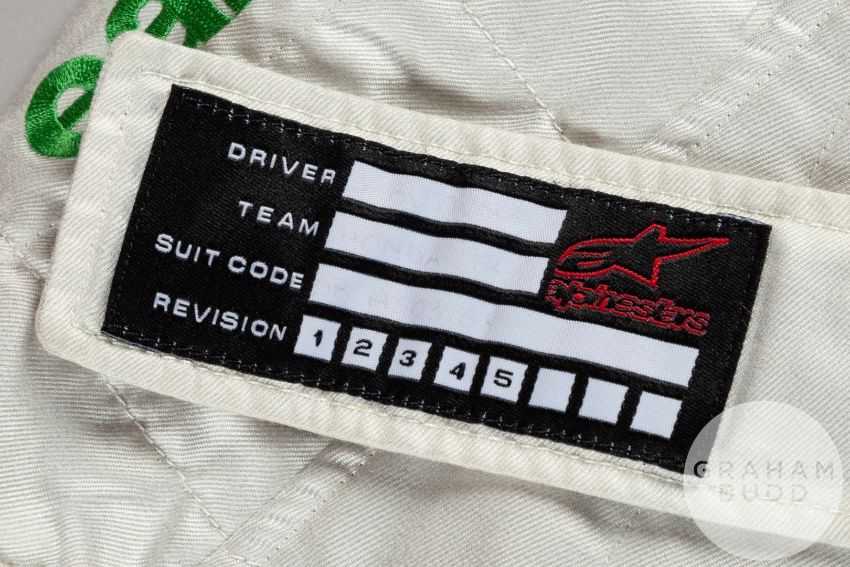 DRIVER
TEAM
SUIT CODE
REVISION 1 2 3 4 5
alpinestars
GRAHAM
BUDD